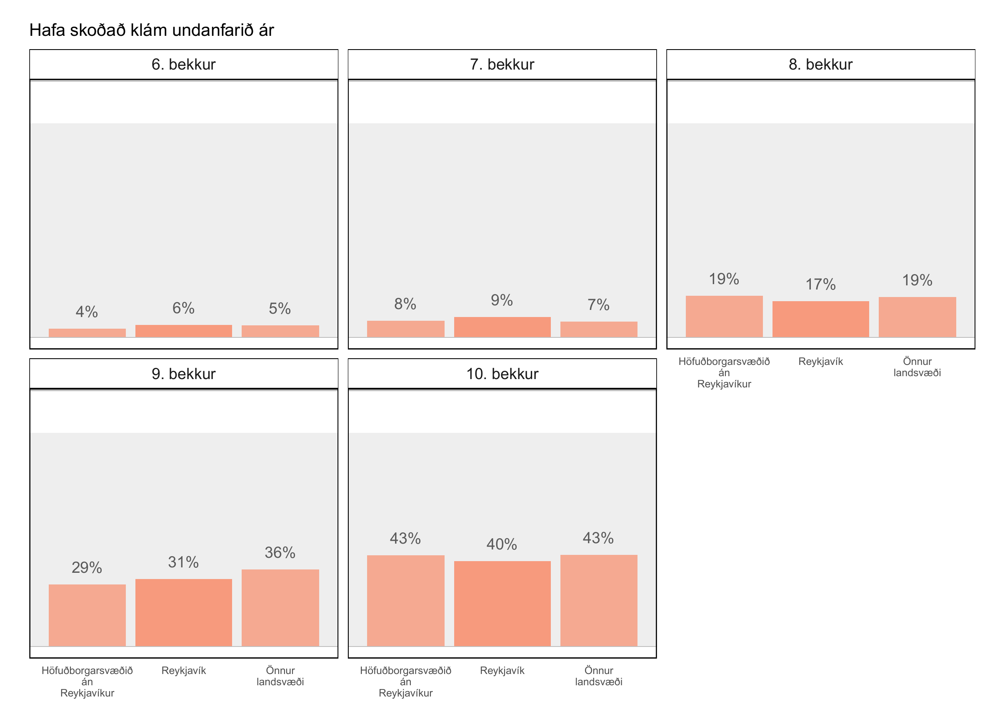 Hafa skoðað klám undanfarið ár
6. bekkur
4%
6%
5%
7. bekkur
8%
9%
7%
8. bekkur
19%
17%
19%
Höfuðborgarsvæðið
án
Reykjavíkur
Reykjavík
Önnur
landsvæði
9. bekkur
29%
31%
36%
Höfuðborgarsvæðið
án
Reykjavíkur
Reykjavík
Önnur
landsvæði
10. bekkur
43%
40%
43%
Höfuðborgarsvæðið
án
Reykjavíkur
Reykjavík
Önnur
landsvæði